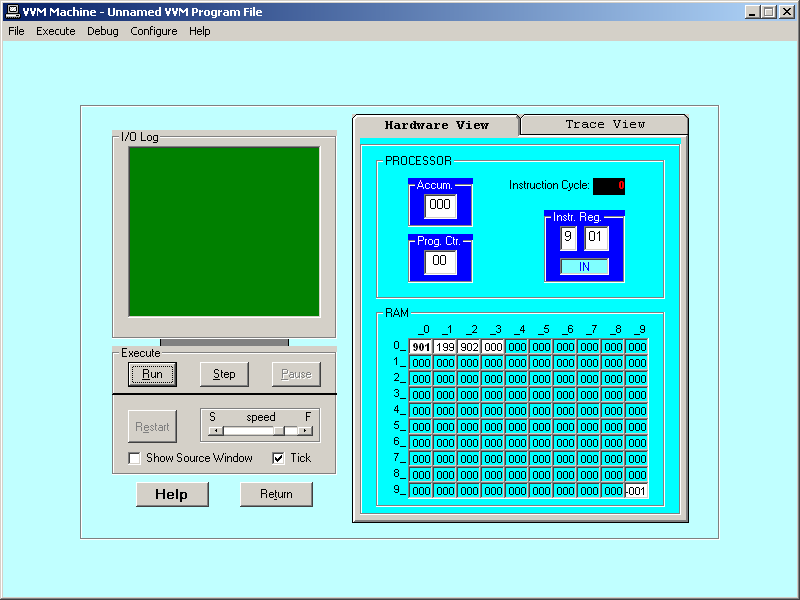 VVM Machine - Unnamed VVM Program File
File Execute Debug Configure Help
I/O Log
Hardware View Trace View
PROCESSOR
Accum.
000
Instruction Cycle: 0
Prog. Ctr.
00
Instr. Reg.
9 01
IN
RAM
_0 _1 _2 _3 _4 _5 _6 _7 _8 _9
0_ 901 199 902 000 000 000 000 000 000 000
1_ 000 000 000 000 000 000 000 000 000 000
2_ 000 000 000 000 000 000 000 000 000 000
3_ 000 000 000 000 000 000 000 000 000 000
4_ 000 000 000 000 000 000 000 000 000 000
5_ 000 000 000 000 000 000 000 000 000 000
6_ 000 000 000 000 000 000 000 000 000 000
7_ 000 000 000 000 000 000 000 000 000 000
8_ 000 000 000 000 000 000 000 000 000 000
9_ 000 000 000 000 000 000 000 000 000 -001
Execute
Run Step Pause
Restart
S speed F
Show Source Window Tick
Help Return